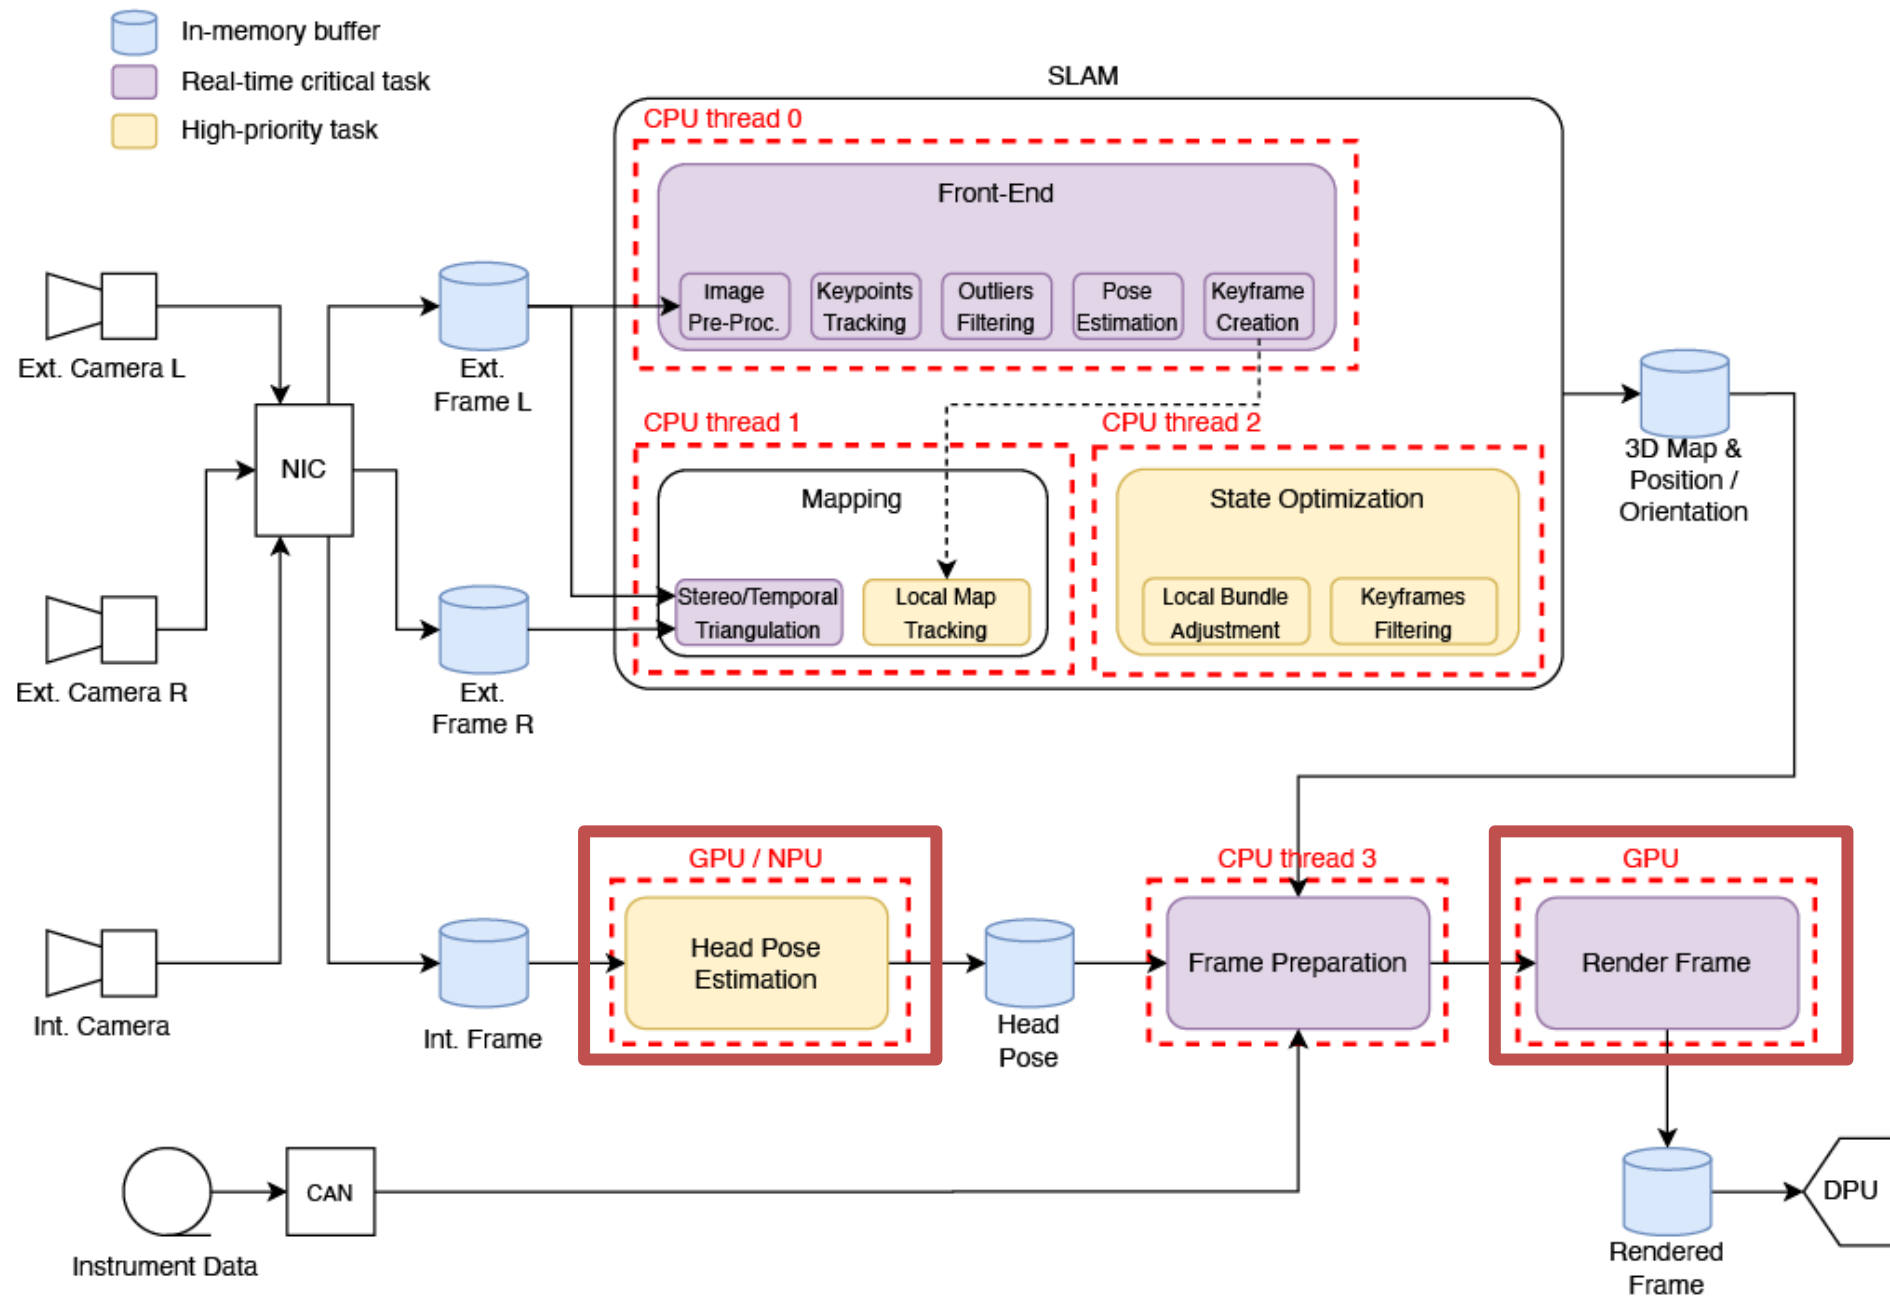 In-memory buffer
Real-time critical task
High-priority task
SLAM
CPU thread 0
Front-End
Image
Pre-Proc.
Keypoints
Tracking
Outliers
Filtering
Pose
Estimation
Keyframe
Creation
Ext. Camera L
Ext.
Frame L
CPU thread 1
CPU thread 2
NIC
Mapping
State Optimization
3D Map &
Position /
Orientation
Stereo/Temporal
Triangulation
Local Map
Tracking
Local Bundle
Adjustment
Keyframes
Filtering
Ext. Camera R
Ext.
Frame R
GPU / NPU
CPU thread 3
GPU
Head Pose
Estimation
Frame Preparation
Render Frame
Int. Camera
Int. Frame
Head
Pose
CAN
DPU
Instrument Data
Rendered
Frame